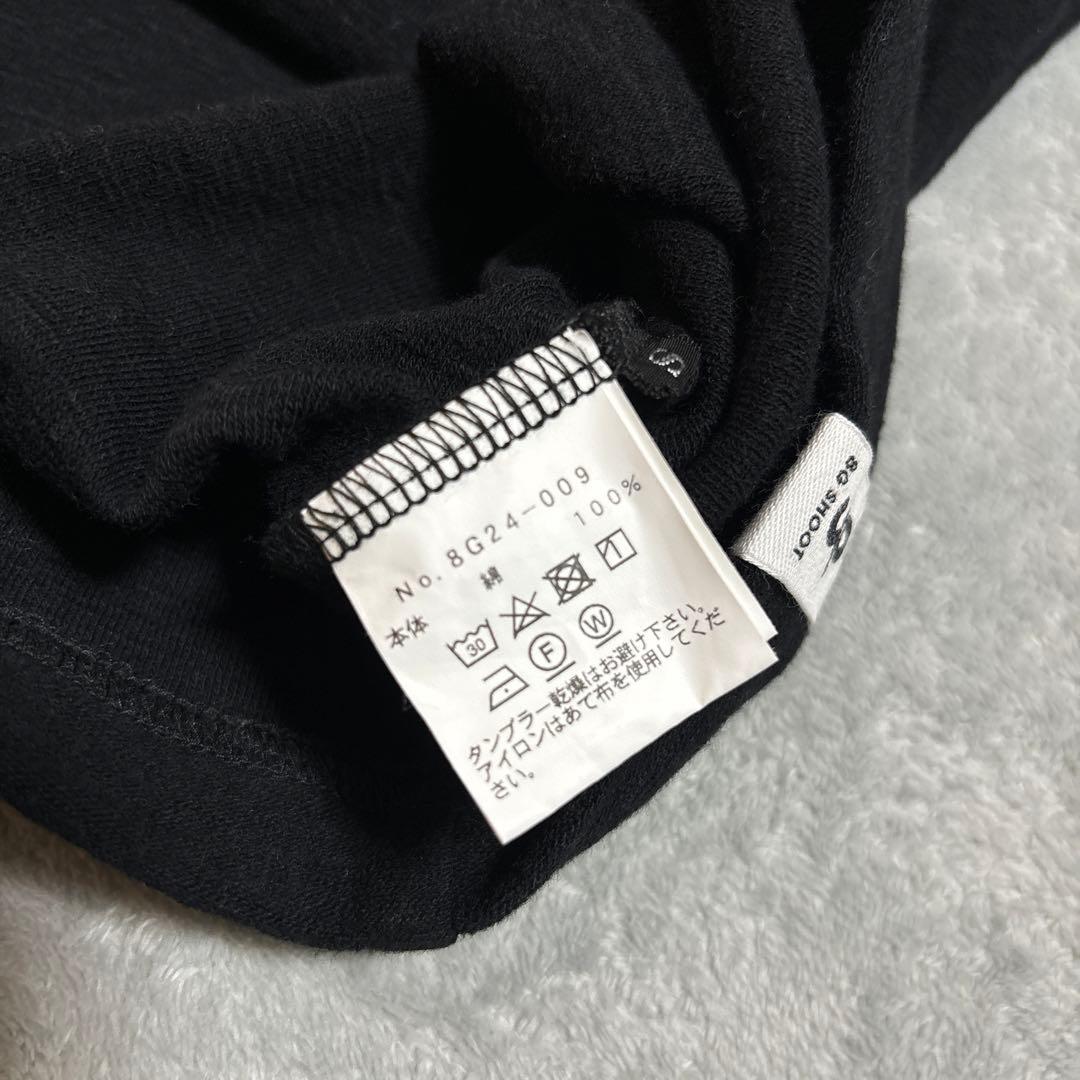 S
No.8G24-009
本体 綿 100%
30
F W
タンブラー乾燥はお避け下さい。
アイロンはあて布を使用してくだ
さい。
8G SHOOT